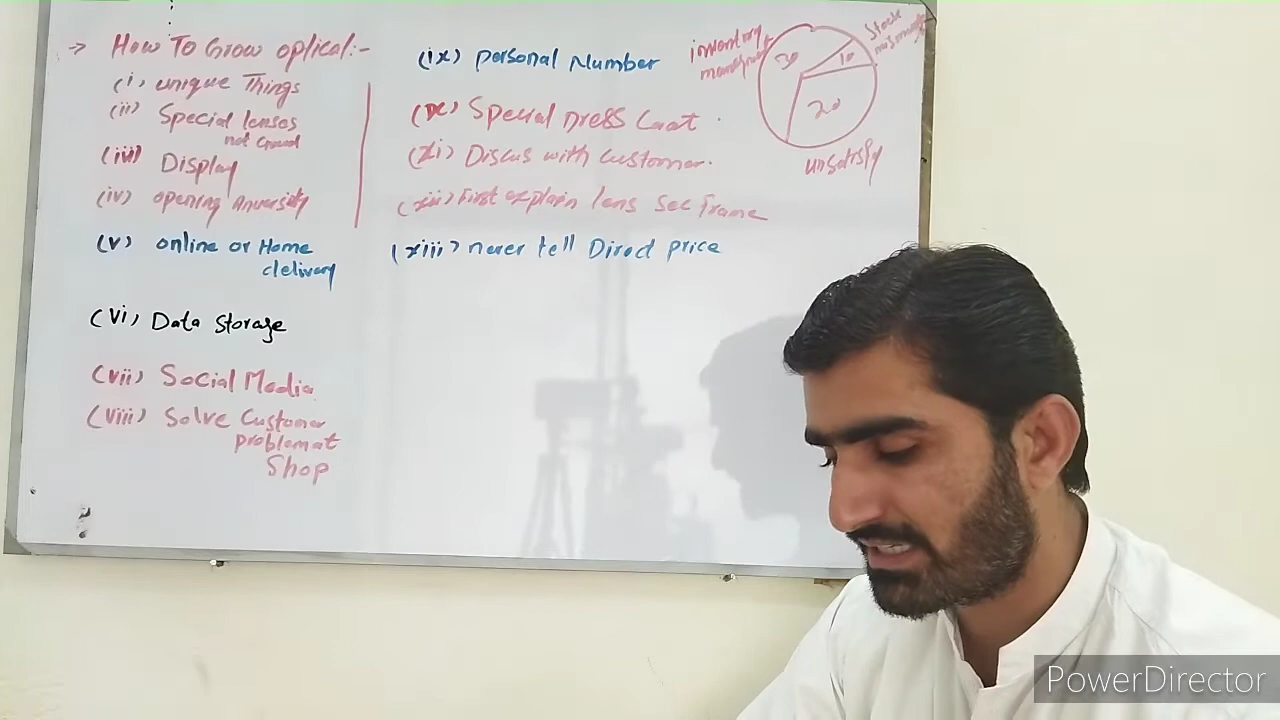 → How To Grow optical:-
(i) unique Things
(ii) Special lenses
not Ground
(iii) Display
(iv) opening Anversity
(v) online or Home
delivery
(vi) Data Storage
(vii) Social Media
(viii) Solve Customer
problem at
Shop
(ix) personal Number
(x) Special Dress Coat
(xi) Discus with Customer.
(xii) First explain lens Sec Frame
(xiii) never tell Direct price
inventory
30
10
20
Stock
unsatisfy
PowerDirector